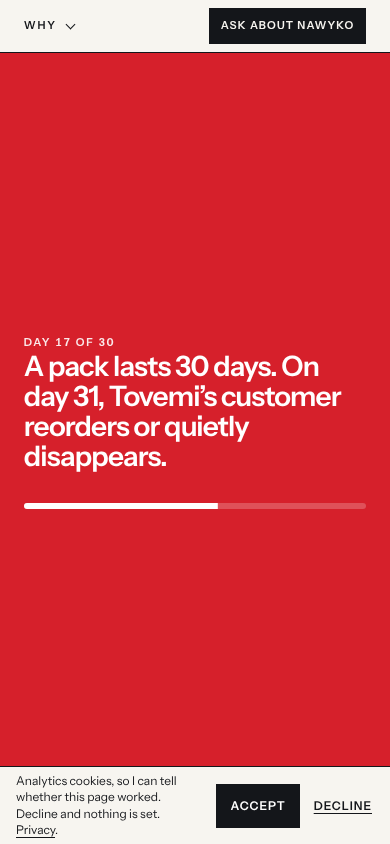 WHY
ASK ABOUT NAWYKO
DAY 17 OF 30
A pack lasts 30 days. On
day 31, Tovemi’s customer
reorders or quietly
disappears.
Analytics cookies, so I can tell
whether this page worked.
Decline and nothing is set.
Privacy.
ACCEPT
DECLINE